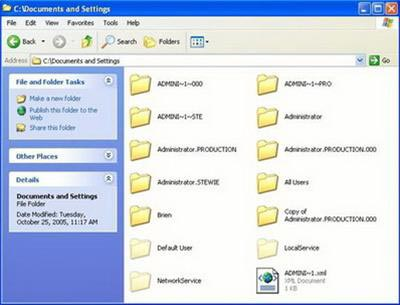 C:\Documents and Settings
File Edit View Favorites Tools Help
Back Search Folders
Address C:\Documents and Settings Go
File and Folder Tasks
Make a new folder
Publish this folder to the
Web
Share this folder
Other Places
Details
Documents and Settings
File Folder
Date Modified: Tuesday,
October 25, 2005, 11:17 AM
ADMINI~1~000
ADMINI~1~PRO
ADMINI~1~STE
Administrator
Administrator.PRODUCTION
Administrator.PRODUCTION.000
Administrator.STEWIE
All Users
Brien
Copy of
Administrator.PRODUCTION.000
Default User
LocalService
NetworkService
ADMINI~1.xml
XML Document
1 KB